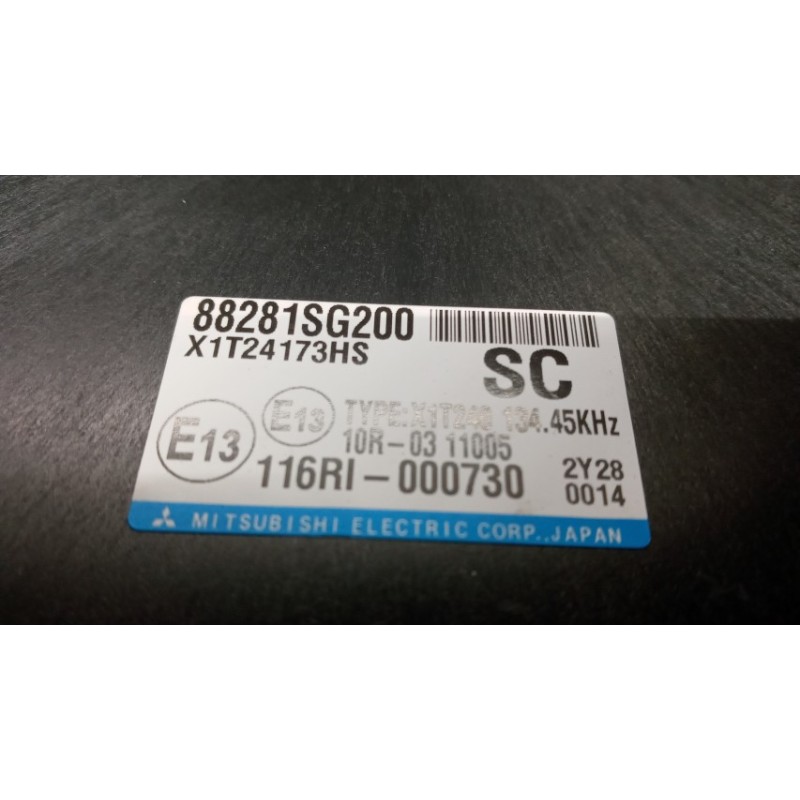 88281SG200
X1T24173HS
SC
E13
E13
TYPE:X1T248 134.45KHz
10R-03 11005
116RI-000730
2Y28
0014
MITSUBISHI ELECTRIC CORP., JAPAN